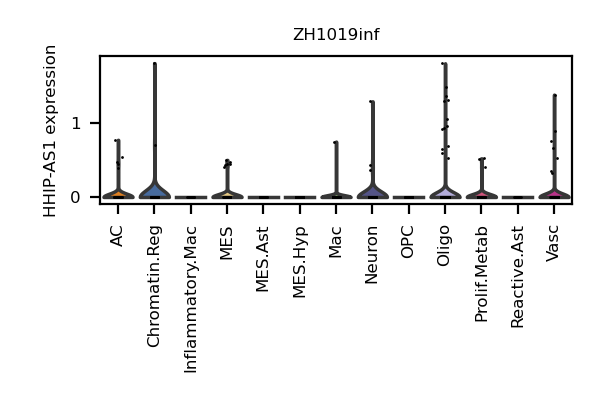 ZH1019inf
HHIP-AS1 expression
1
0
AC
Chromatin.Reg
Inflammatory.Mac
MES
MES.Ast
MES.Hyp
Mac
Neuron
OPC
Oligo
Prolif.Metab
Reactive.Ast
Vasc